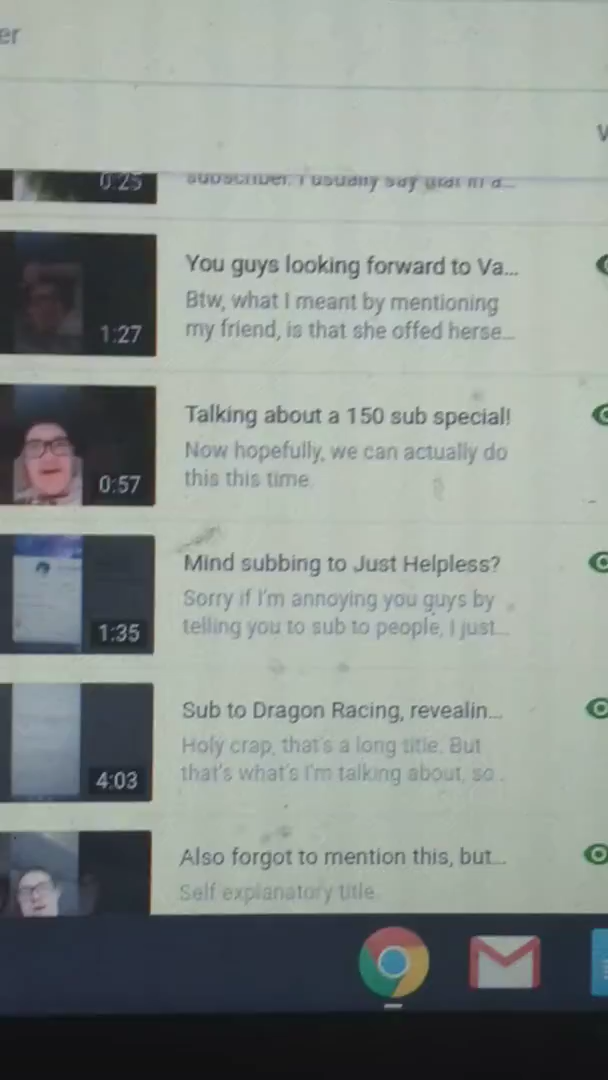 er
0:25
subscriber. I usually say that in a...
You guys looking forward to Va...
Btw, what I meant by mentioning
my friend, is that she offed herse...
1:27
Talking about a 150 sub special!
Now hopefully, we can actually do
this this time.
0:57
Mind subbing to Just Helpless?
Sorry if I'm annoying you guys by
telling you to sub to people, I just...
1:35
Sub to Dragon Racing, revealin...
Holy crap, that's a long title. But
that's what's I'm talking about, so...
4:03
Also forgot to mention this, but...
Self explanatory title.